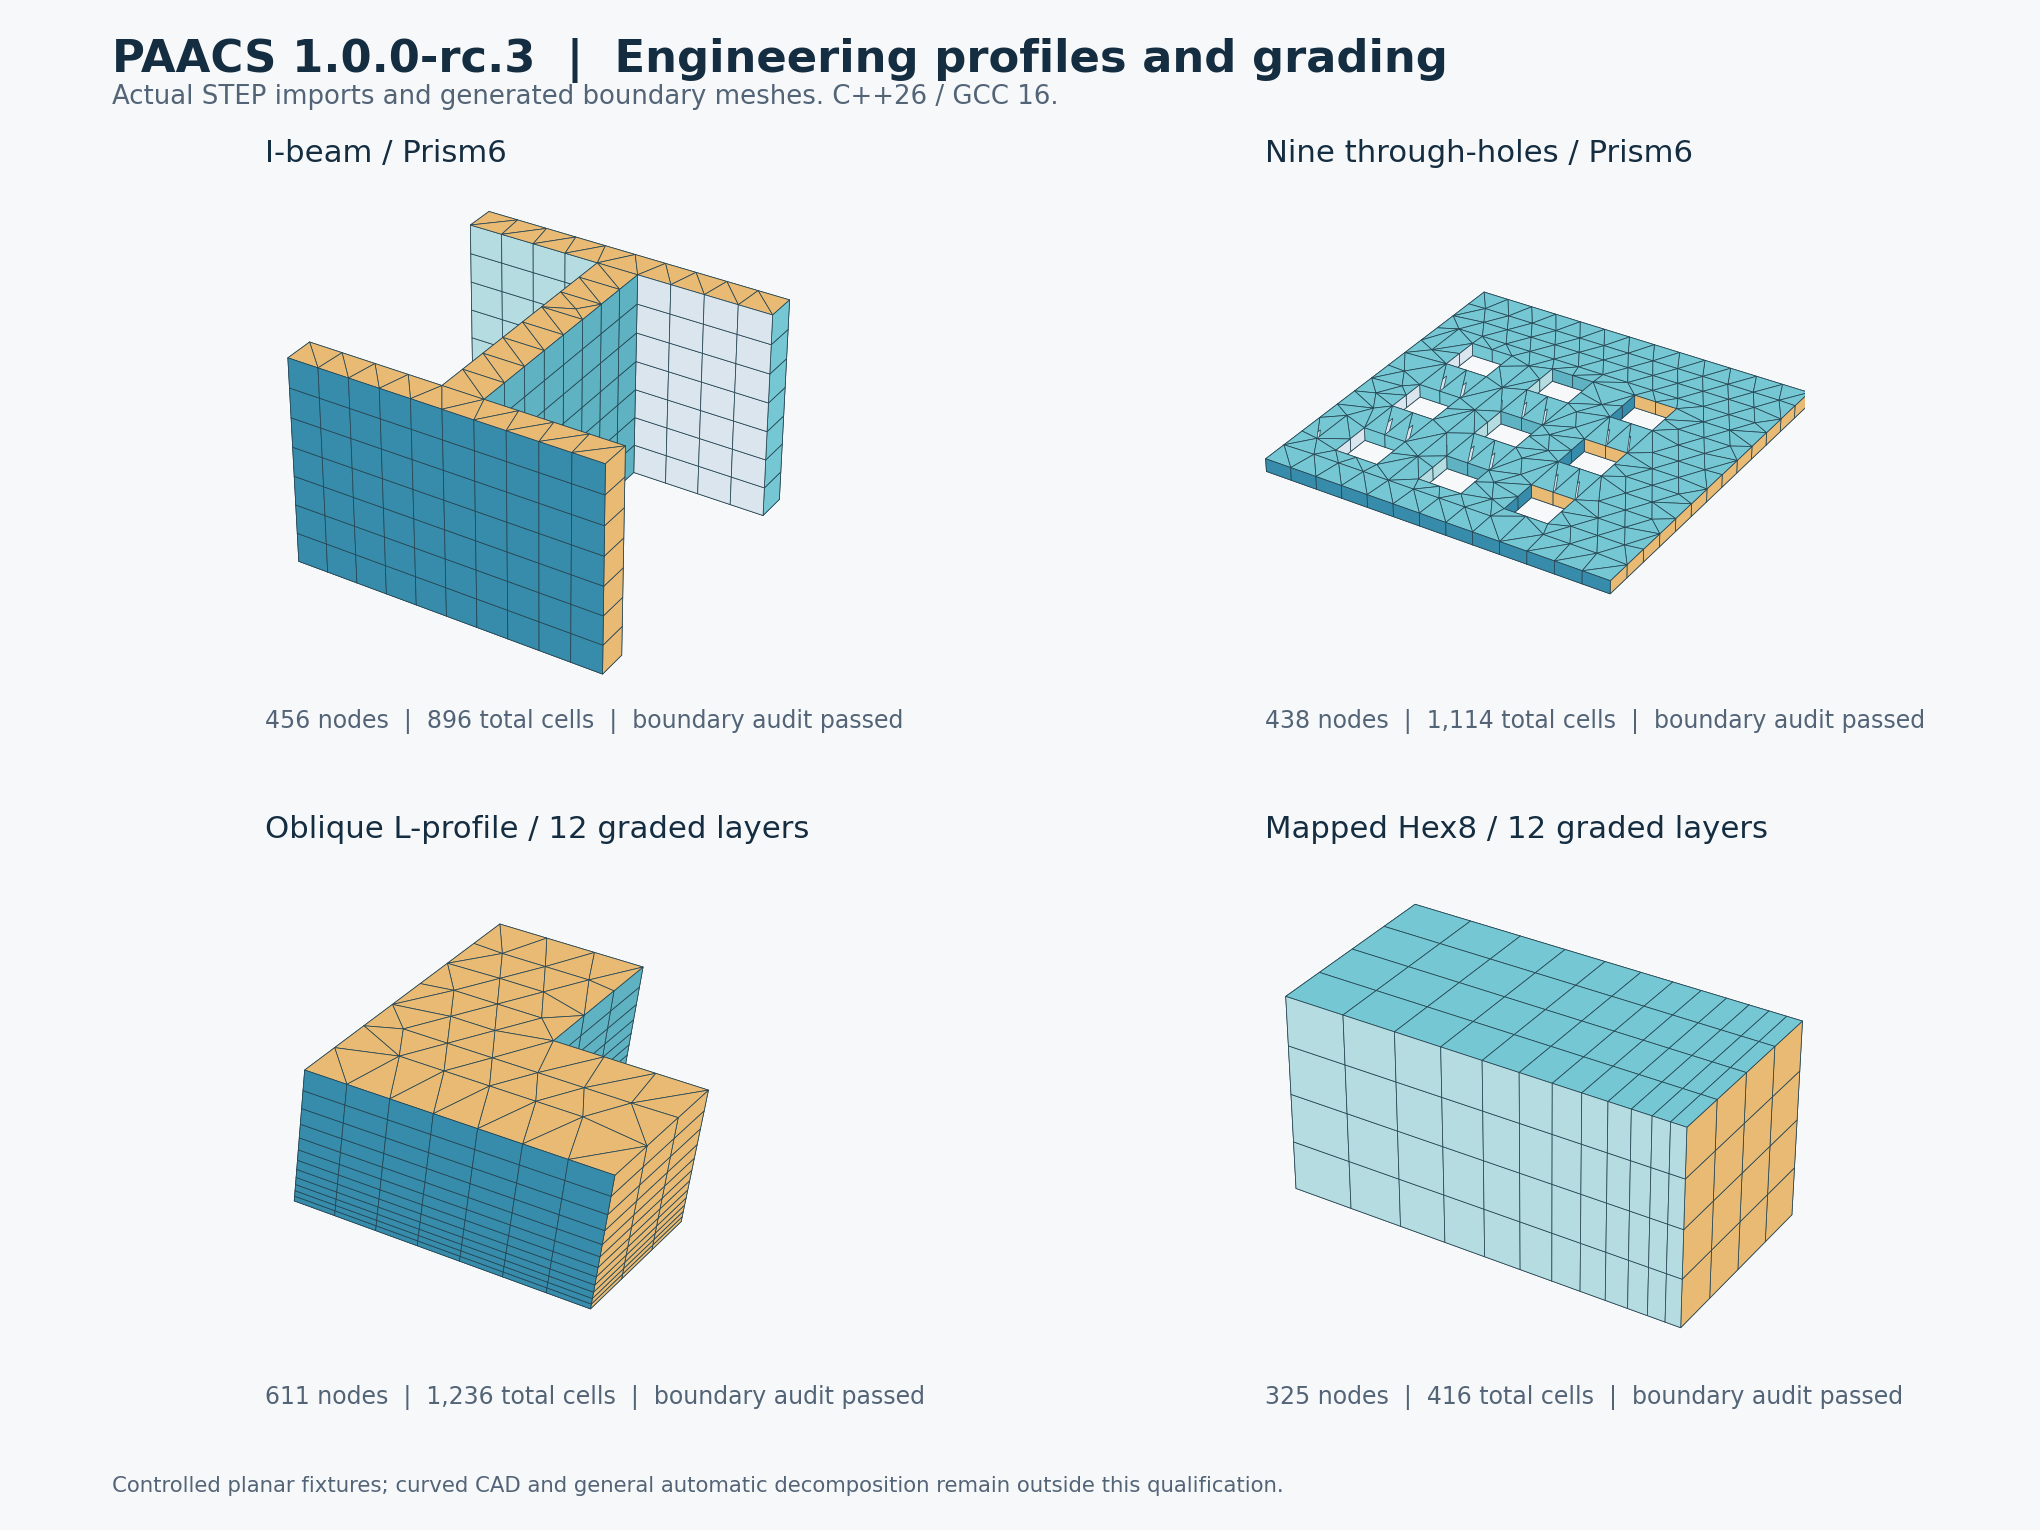 PAACS 1.0.0-rc.3 | Engineering profiles and grading
Actual STEP imports and generated boundary meshes. C++26 / GCC 16.
I-beam / Prism6
Nine through-holes / Prism6
456 nodes | 896 total cells | boundary audit passed
438 nodes | 1,114 total cells | boundary audit passed
Oblique L-profile / 12 graded layers
Mapped Hex8 / 12 graded layers
611 nodes | 1,236 total cells | boundary audit passed
325 nodes | 416 total cells | boundary audit passed
Controlled planar fixtures; curved CAD and general automatic decomposition remain outside this qualification.